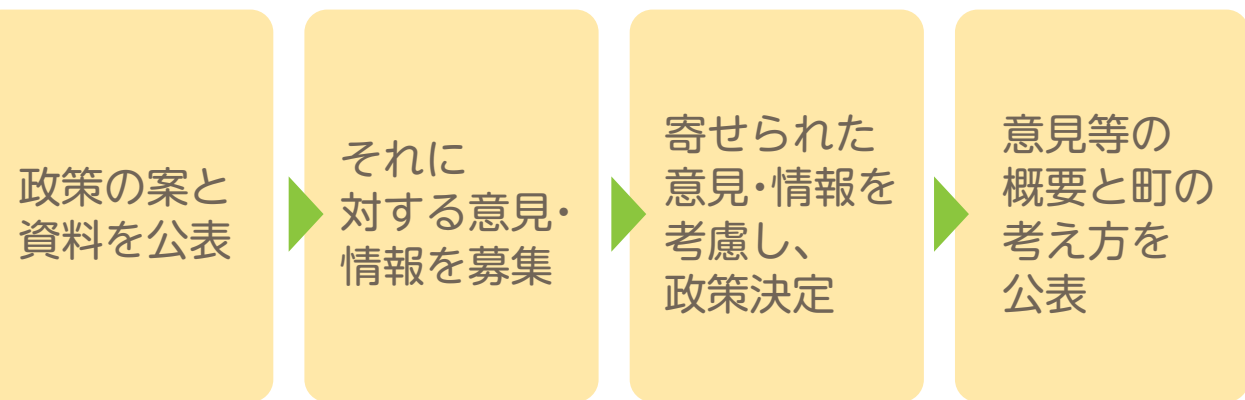 政策の案と
資料を公表
それに
対する意見・
情報を募集
寄せられた
意見・情報を
考慮し、
政策決定
意見等の
概要と町の
考え方を
公表